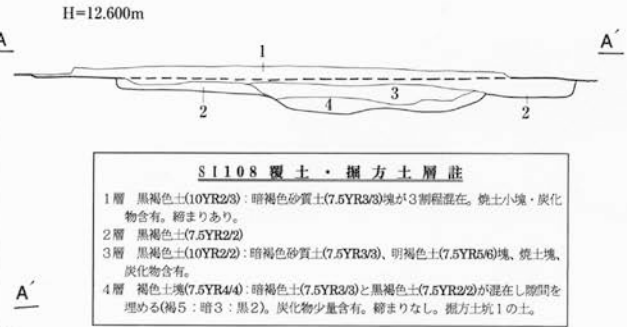 H=12.600m
A
A´
1
3
2
4
2
SI108 覆土・掘方土層註
1層 黒褐色土(10YR2/3):暗褐色砂質土(7.5YR3/3)塊が3割程混在。焼土小塊・炭化
物含有。締まりあり。
2層 黒褐色土(7.5YR2/2)
3層 黒褐色土(10YR2/2):暗褐色砂質土(7.5YR3/3)、明褐色土(7.5YR5/6)塊、焼土塊、
炭化物含有。
4層 褐色土塊(7.5YR4/4):暗褐色土(7.5YR3/3)と黒褐色土(7.5YR2/2)が混在し隙間を
埋める(褐5:暗3:黒2)。炭化物少量含有。締まりなし。掘方土坑1の土。
A´